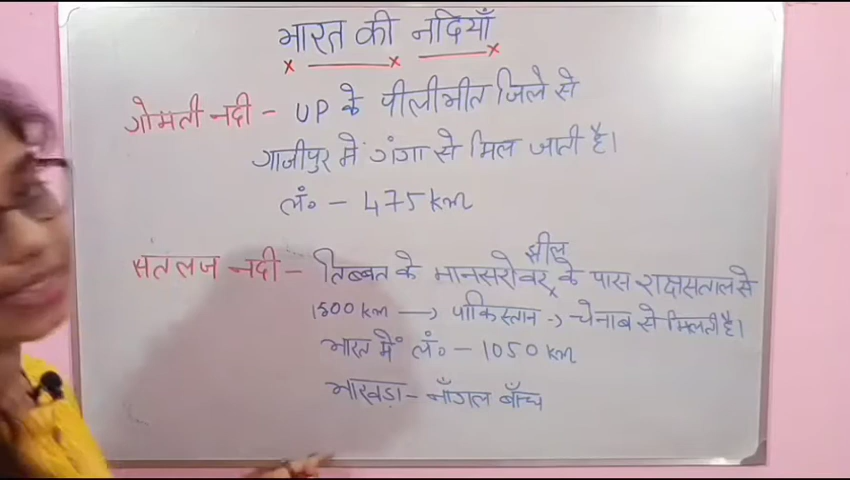 भारत की नदियाँ
x x x
गोमती नदी - UP के पीलीभीत जिले से
गाजीपुर में गंगा से मिल जाती है।
लं० - 475 km
झील
सतलज नदी - तिब्बत के मानसरोवर के पास राक्षसताल से
1500 km → पाकिस्तान → चेनाब से मिलती है।
भारत में लं० - 1050 km
भाखड़ा - नाँगल बाँध